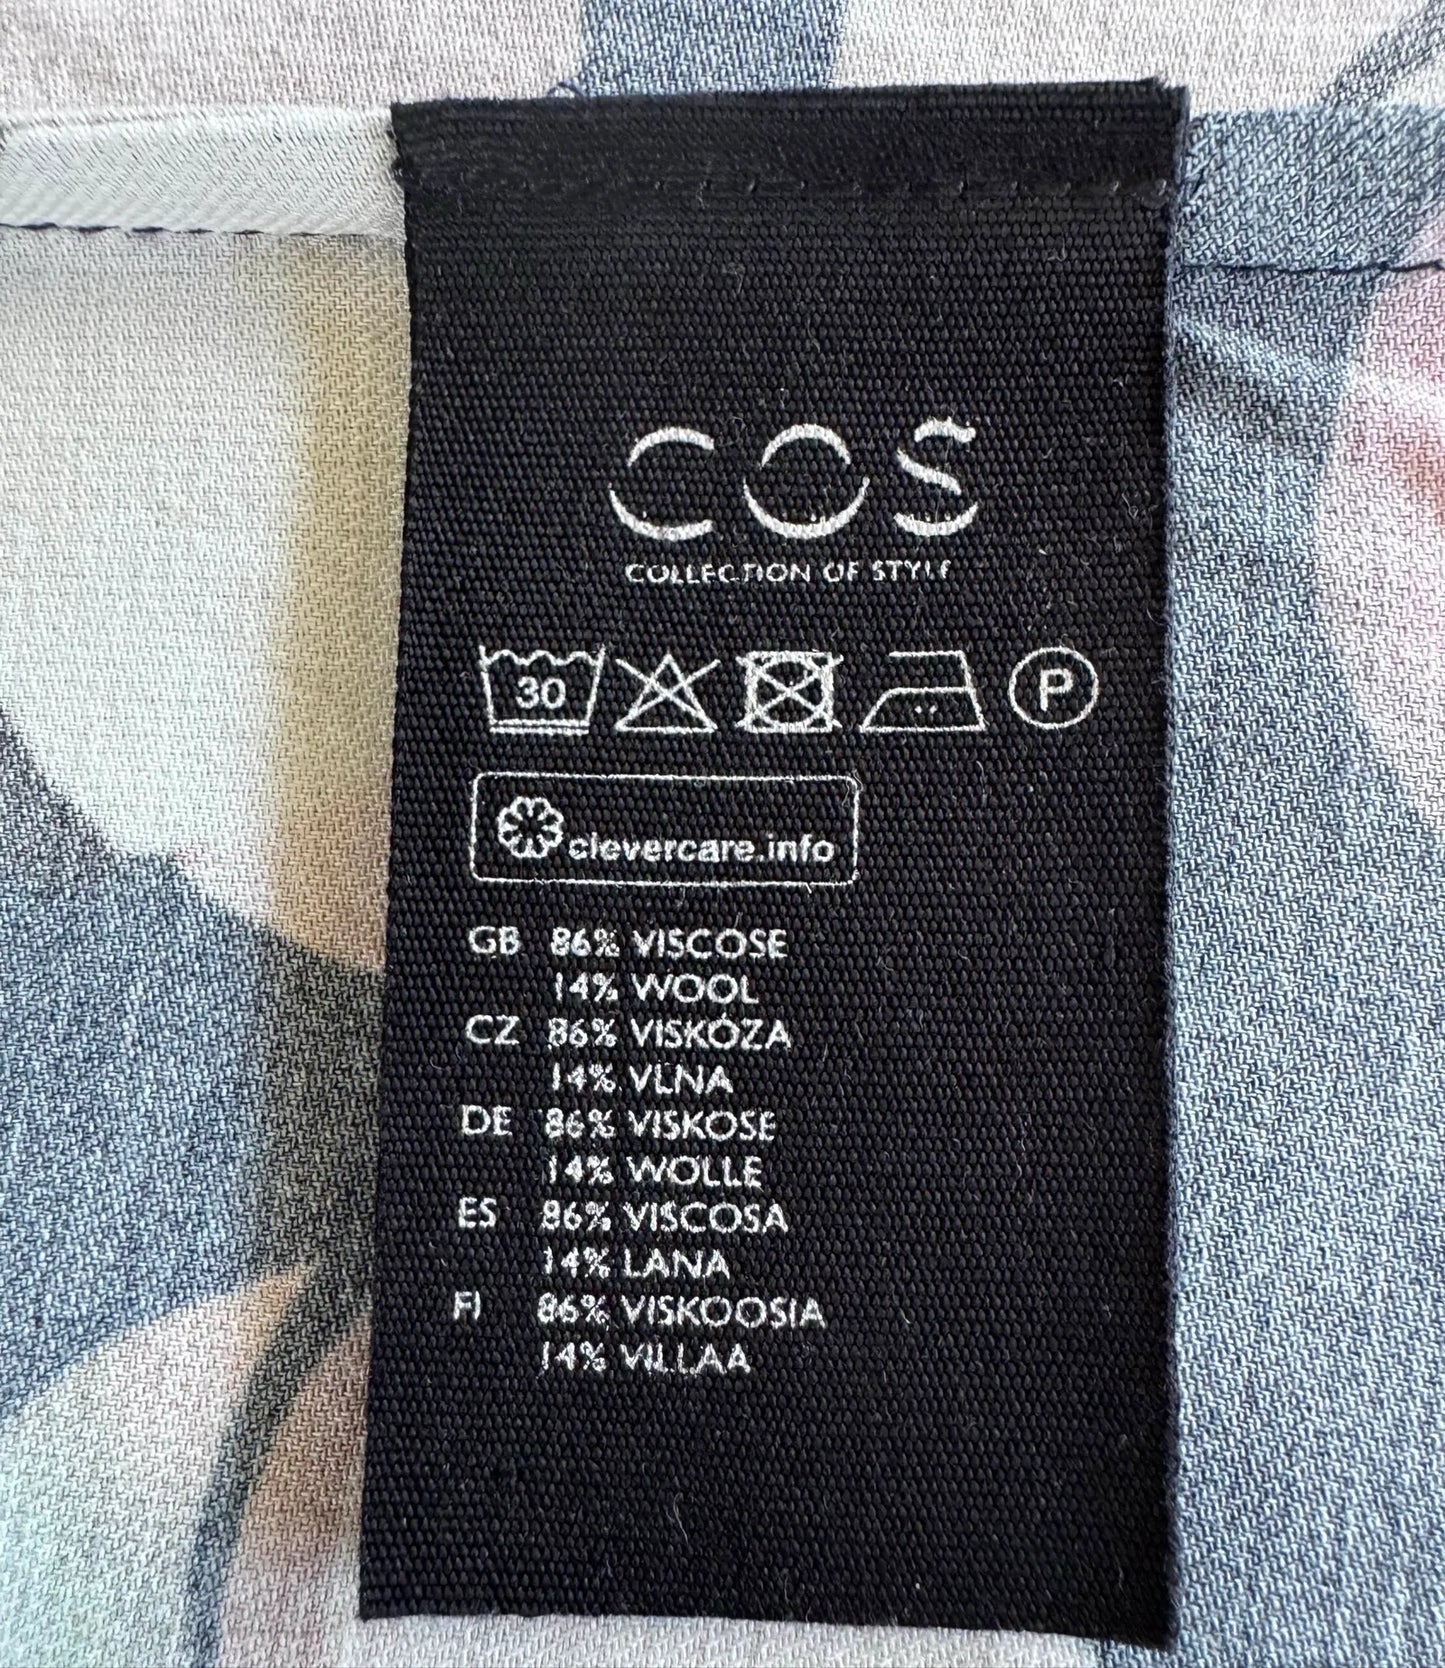 COS
COLLECTION OF STYLE
30 P
clevercare.info
GB 86% VISCOSE
14% WOOL
CZ 86% VISKÓZA
14% VLNA
DE 86% VISKOSE
14% WOLLE
ES 86% VISCOSA
14% LANA
FI 86% VISKOOSIA
14% VILLAA